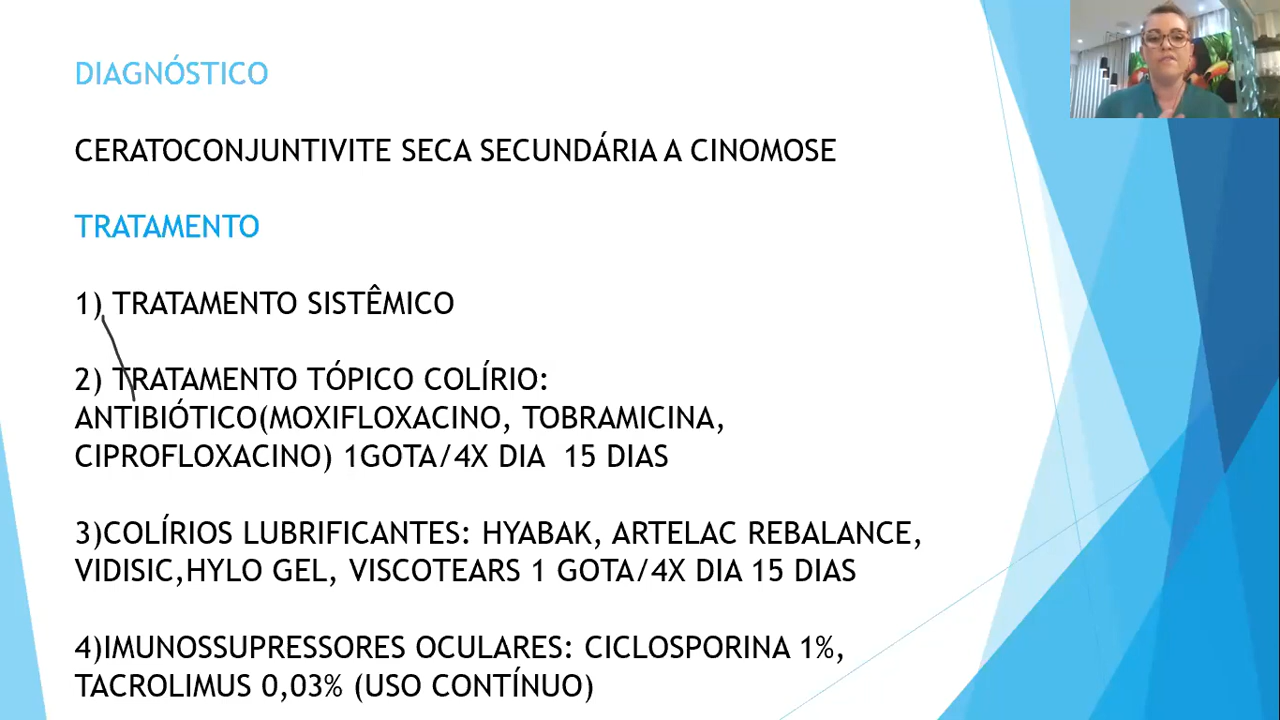 DIAGNÓSTICO
CERATOCONJUNTIVITE SECA SECUNDÁRIA A CINOMOSE
TRATAMENTO
1) TRATAMENTO SISTÊMICO
2) TRATAMENTO TÓPICO COLÍRIO:
ANTIBIÓTICO(MOXIFLOXACINO, TOBRAMICINA,
CIPROFLOXACINO) 1GOTA/4X DIA  15 DIAS
3)COLÍRIOS LUBRIFICANTES: HYABAK, ARTELAC REBALANCE,
VIDISIC,HYLO GEL, VISCOTEARS 1 GOTA/4X DIA 15 DIAS
4)IMUNOSSUPRESSORES OCULARES: CICLOSPORINA 1%,
TACROLIMUS 0,03% (USO CONTÍNUO)